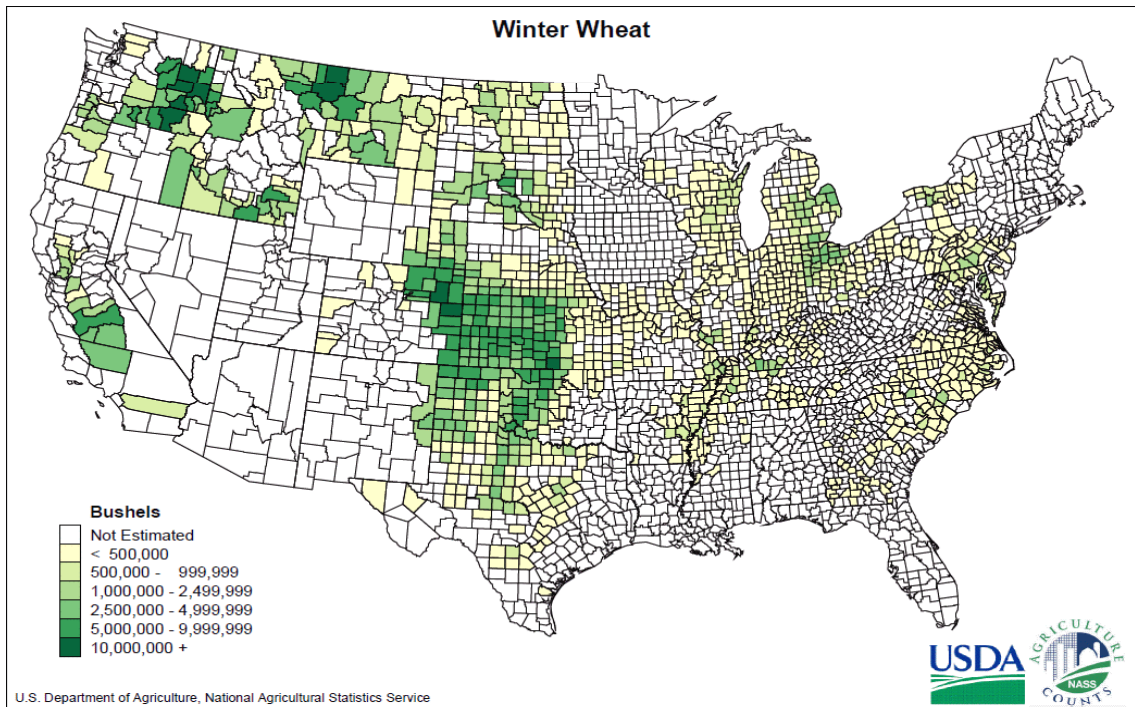 Winter Wheat
Bushels
Not Estimated
< 500,000
500,000 - 999,999
1,000,000 - 2,499,999
2,500,000 - 4,999,999
5,000,000 - 9,999,999
10,000,000 +
USDA
AGRICULTURE
NASS
COUNTS
U.S. Department of Agriculture, National Agricultural Statistics Service